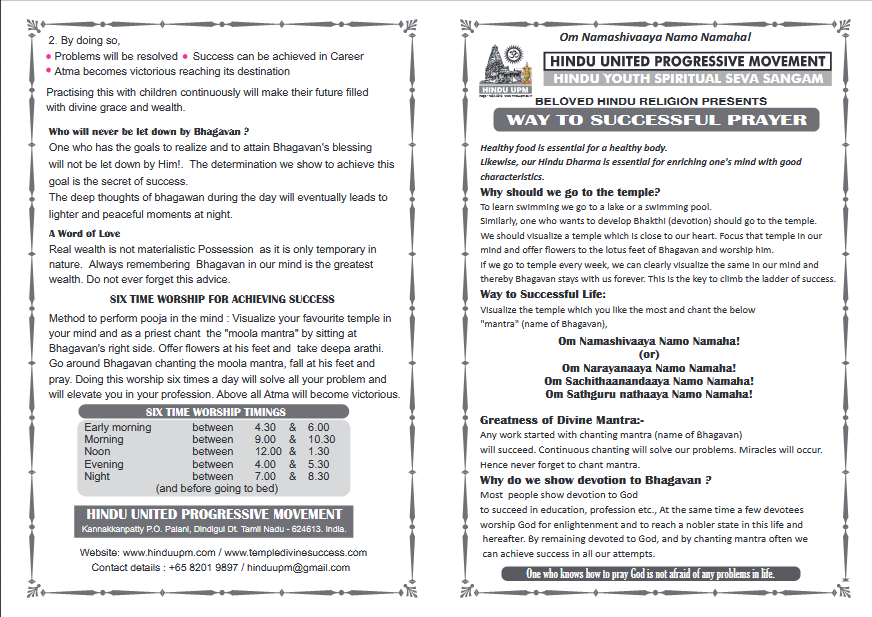 2. By doing so,
• Problems will be resolved • Success can be achieved in Career
• Atma becomes victorious reaching its destination
Practising this with children continuously will make their future filled
with divine grace and wealth.
Who will never be let down by Bhagavan ?
One who has the goals to realize and to attain Bhagavan's blessing
will not be let down by Him!. The determination we show to achieve this
goal is the secret of success.
The deep thoughts of bhagawan during the day will eventually leads to
lighter and peaceful moments at night.
A Word of Love
Real wealth is not materialistic Possession as it is only temporary in
nature. Always remembering Bhagavan in our mind is the greatest
wealth. Do not ever forget this advice.
SIX TIME WORSHIP FOR ACHIEVING SUCCESS
Method to perform pooja in the mind : Visualize your favourite temple in
your mind and as a priest chant the "moola mantra" by sitting at
Bhagavan's right side. Offer flowers at his feet and take deepa arathi.
Go around Bhagavan chanting the moola mantra, fall at his feet and
pray. Doing this worship six times a day will solve all your problem and
will elevate you in your profession. Above all Atma will become victorious.
SIX TIME WORSHIP TIMINGS
Early morning between 4.30 & 6.00
Morning between 9.00 & 10.30
Noon between 12.00 & 1.30
Evening between 4.00 & 5.30
Night between 7.00 & 8.30
(and before going to bed)
HINDU UNITED PROGRESSIVE MOVEMENT
Kannakkanpatty P.O. Palani, Dindigul Dt. Tamil Nadu - 624613. India.
Website: www.hinduupm.com / www.templedivinesuccess.com
Contact details : +65 8201 9897 / hinduupm@gmail.com
Om Namashivaaya Namo Namaha!
ॐ
HINDU UPM
HINDU UNITED PROGRESSIVE MOVEMENT
HINDU YOUTH SPIRITUAL SEVA SANGAM
BELOVED HINDU RELIGION PRESENTS
WAY TO SUCCESSFUL PRAYER
Healthy food is essential for a healthy body.
Likewise, our Hindu Dharma is essential for enriching one's mind with good
characteristics.
Why should we go to the temple?
To learn swimming we go to a lake or a swimming pool.
Similarly, one who wants to develop Bhakthi (devotion) should go to the temple.
We should visualize a temple which is close to our heart. Focus that temple in our
mind and offer flowers to the lotus feet of Bhagavan and worship him.
If we go to temple every week, we can clearly visualize the same in our mind and
thereby Bhagavan stays with us forever. This is the key to climb the ladder of success.
Way to Successful Life:
Visualize the temple which you like the most and chant the below
"mantra" (name of Bhagavan),
Om Namashivaaya Namo Namaha!
(or)
Om Narayanaaya Namo Namaha!
Om Sachithaanandaaya Namo Namaha!
Om Sathguru nathaaya Namo Namaha!
Greatness of Divine Mantra:-
Any work started with chanting mantra (name of Bhagavan)
will succeed. Continuous chanting will solve our problems. Miracles will occur.
Hence never forget to chant mantra.
Why do we show devotion to Bhagavan ?
Most people show devotion to God
to succeed in education, profession etc., At the same time a few devotees
worship God for enlightenment and to reach a nobler state in this life and
hereafter. By remained devoted to God, and by chanting mantra often we
can achieve success in all our attempts.
One who knows how to pray God is not afraid of any problems in life.